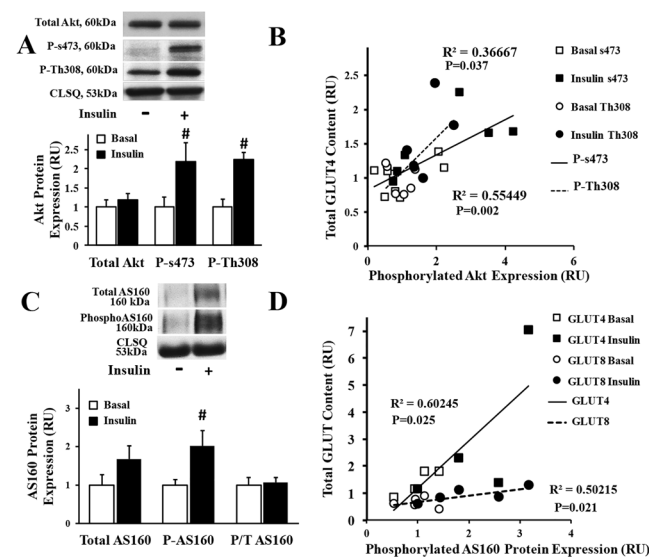 A
Total Akt, 60kDa
P-s473, 60kDa
P-Th308, 60kDa
CLSQ, 53kDa
Insulin - +
Akt Protein
Expression (RU)
Basal
Insulin
# #
2.5
2
1.5
1
0.5
0
Total Akt P-s473 P-Th308
B
R² = 0.36667
P=0.037
Basal s473
Insulin s473
Basal Th308
Insulin Th308
P-s473
P-Th308
R² = 0.55449
P=0.002
Total GLUT4 Content (RU)
2.5
2
1.5
1
0.5
0
0 2 4 6
Phosphorylated Akt Expression (RU)
C
Total AS160
160 kDa
PhosphoAS160
160kDa
CLSQ
53kDa
Insulin - +
AS160 Protein
Expression (RU)
Basal
Insulin
#
3
2
1
0
Total AS160 P-AS160 P/T AS160
D
GLUT4 Basal
GLUT4 Insulin
GLUT8 Basal
GLUT8 Insulin
GLUT4
GLUT8
R² = 0.60245
P=0.025
R² = 0.50215
P=0.021
Total GLUT Content (RU)
7
6
5
4
3
2
1
0
0 1 2 3 4
Phosphorylated AS160 Protein Expression (RU)